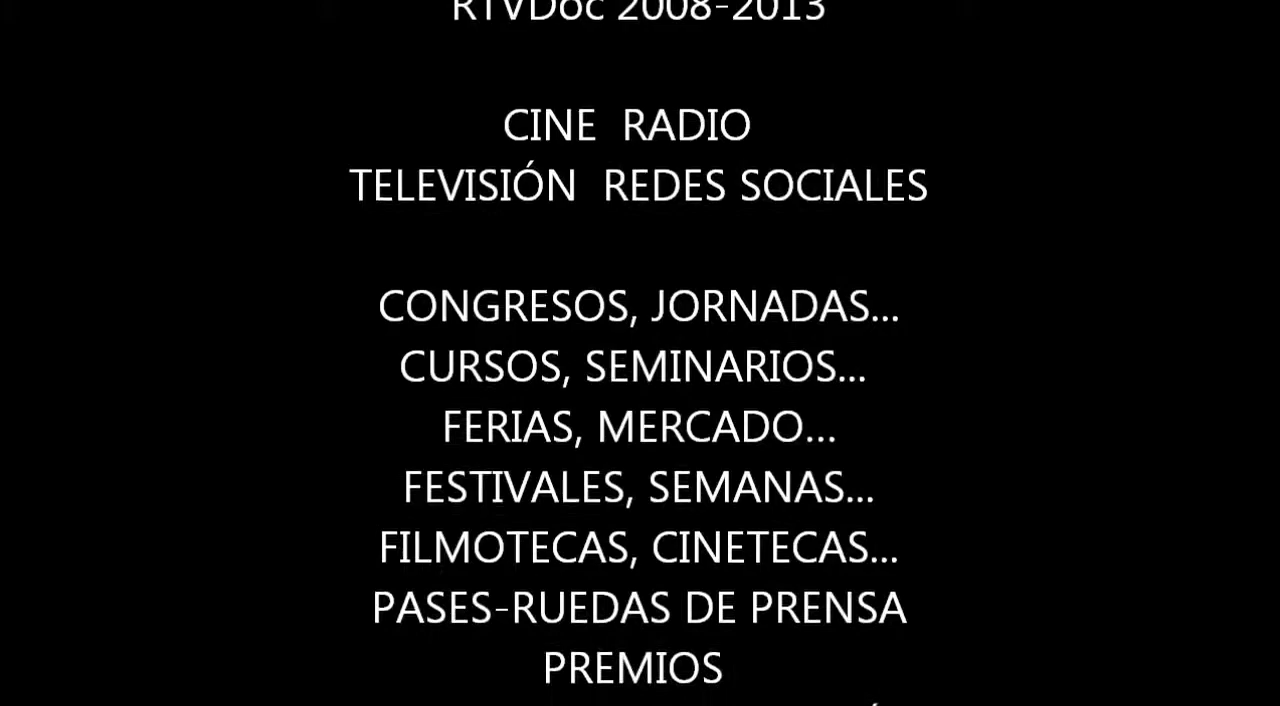 RTVDoc 2008-2013
CINE RADIO
TELEVISIÓN REDES SOCIALES
CONGRESOS, JORNADAS...
CURSOS, SEMINARIOS...
FERIAS, MERCADO...
FESTIVALES, SEMANAS...
FILMOTECAS, CINETECAS...
PASES-RUEDAS DE PRENSA
PREMIOS